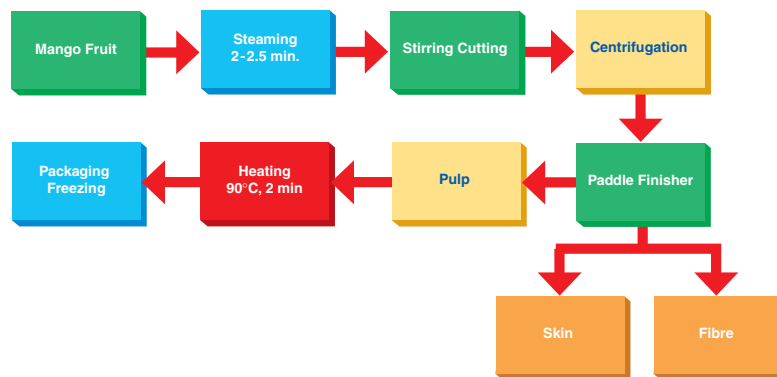 Mango Fruit
Steaming
2-2.5 min.
Stirring Cutting
Centrifugation
Packaging
Freezing
Heating
90°C, 2 min
Pulp
Paddle Finisher
Skin
Fibre